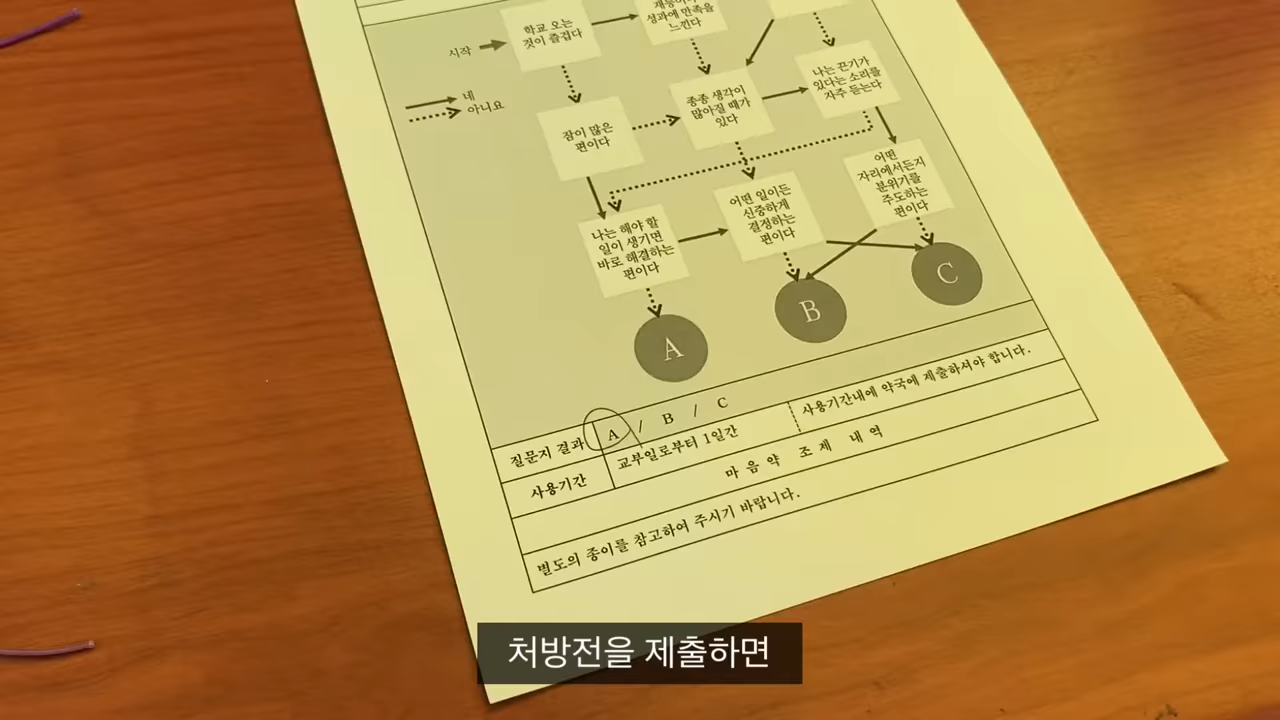 학교 오는
것이 즐겁다
성과에 만족을
느낀다
시작
네
아니요
나는 끈기가
있다는 소리를
자주 듣는다
종종 생각이
많아질 때가
있다
잠이 많은
편이다
어떤
자리에서든지
분위기를
주도하는
편이다
어떤 일이든
신중하게
결정하는
편이다
나는 해야 할
일이 생기면
바로 해결하는
편이다
A
B
C
질문지 결과 A / B / C
사용기간 교부일로부터 1일간 사용기간내에 약국에 제출하셔야 합니다.
마음약 조제 내역
별도의 종이를 참고하여 주시기 바랍니다.
처방전을 제출하면